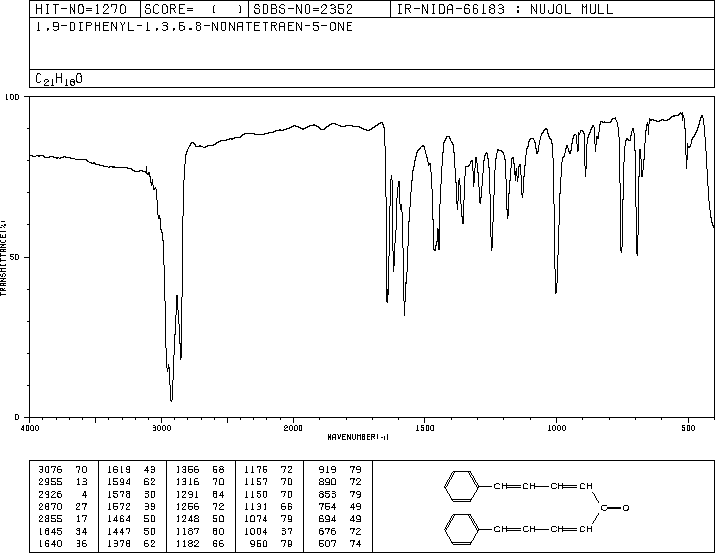 HIT-NO=1270 SCORE= ( ) SDBS-NO=2352 IR-NIDA-66183 : NUJOL MULL
1,9-DIPHENYL-1,3,6,8-NONATETRAEN-5-ONE
C21H18O
100
50
0
TRANSMITTANCE(%)
4000 3000 2000 1500 1000 500
WAVENUMBER(-1)
3076 70 1619 43 1356 58 1176 72 919 79
2955 13 1594 62 1316 70 1157 70 890 72
2926 4 1578 30 1291 64 1150 70 853 79
2870 27 1572 39 1256 72 1131 66 754 49
2855 17 1464 50 1248 50 1074 79 694 49
1645 34 1447 50 1187 60 1004 37 676 72
1640 36 1378 62 1182 66 950 79 507 74
CH=CH-CH=CH
C=O
CH=CH-CH=CH